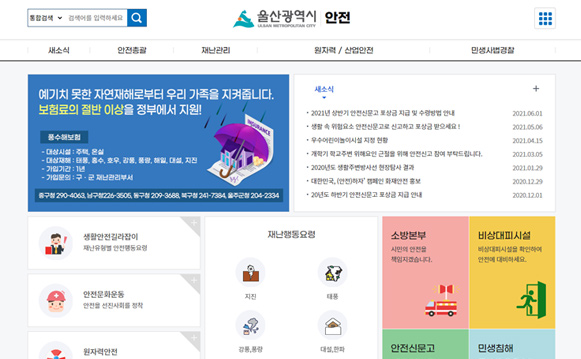 통합검색
검색어를 입력하세요
울산광역시 안전
ULSAN METROPOLITAN CITY
새소식
안전총괄
재난관리
원자력 / 산업안전
민생사법경찰
예기치 못한 자연재해로부터 우리 가족을 지켜줍니다.
보험료의 절반 이상을 정부에서 지원!
풍수해보험
- 대상시설 : 주택, 온실
- 대상재해 : 태풍, 홍수, 호우, 강풍, 풍랑, 해일, 대설, 지진
- 가입기간 : 1년
- 가입문의 : 구 · 군 재난관리부서
중구청 290-4063, 남구청226-3505, 동구청 209-3688, 북구청 241-7384, 울주군청 204-2334
INSURANCE
새소식
2021년 상반기 안전신문고 포상금 지급 및 수령방법 안내 2021.06.01
생활 속 위험요소 안전신문고로 신고하고 포상금 받으세요! 2021.05.06
우수어린이놀이시설 지정 현황 2021.04.15
개학기 학교주변 위해요인 근절을 위해 안전신고 참여 부탁드립니다. 2021.03.05
2020년도 생활주변방사선 현장탐사 결과 2021.01.29
대한민국, (안전)하자' 캠페인 화재안전 홍보 2020.12.29
20년도 하반기 안전신문고 포상금 지급 안내 2020.12.01
생활안전길라잡이
재난유형별 안전행동요령
안전문화운동
안전을 선진사회를 정착
원자력안전
재난행동요령
지진
태풍
강풍,풍랑
대설,한파
소방본부
시민의 안전을
책임지겠습니다.
비상대피시설
비상대피시설을 확인하여
안전에 대비하세요.
안전신문고
민생침해